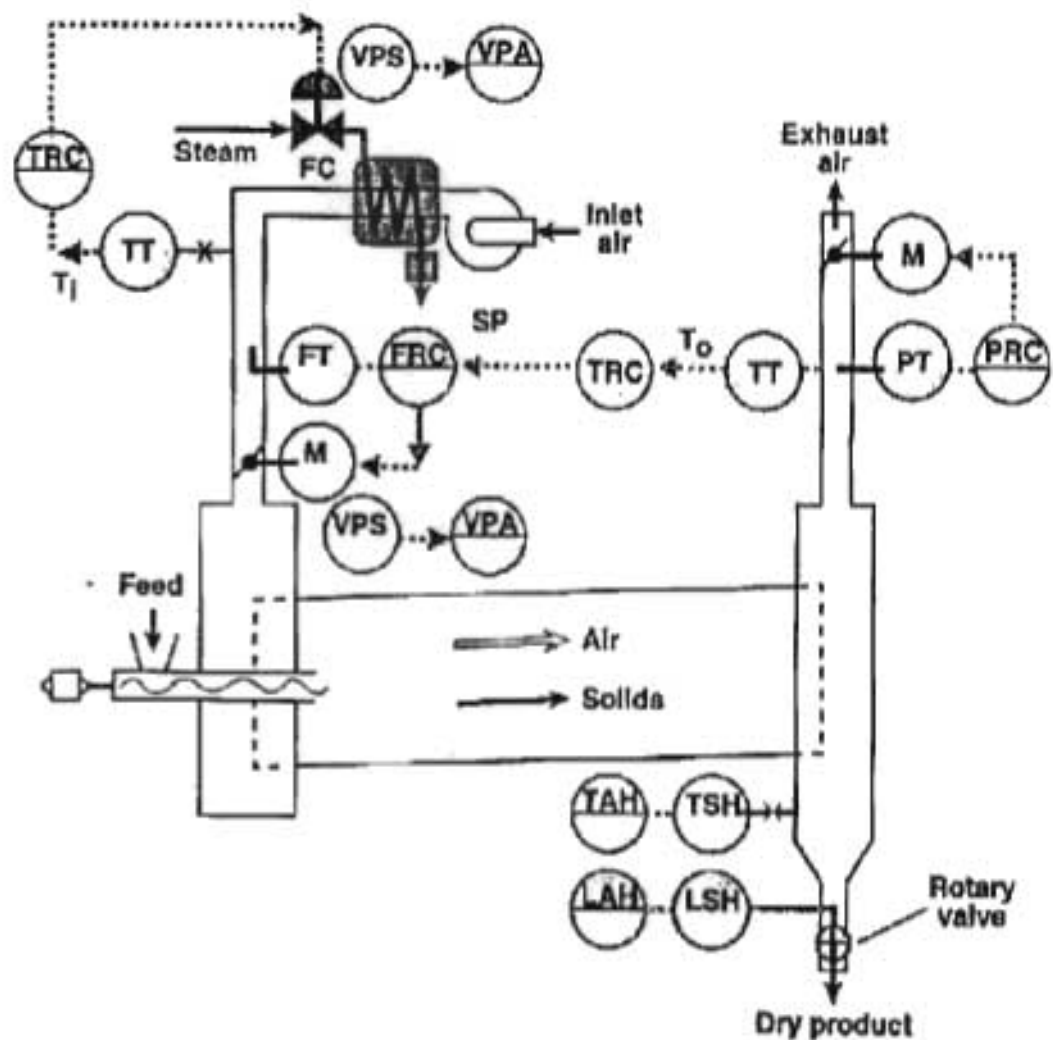 VPS
VPA
Steam
FC
TRC
TT
Ti
Inlet
air
Exhaust
air
M
SP
FT
FRC
TRC
To
TT
PT
PRC
M
VPS
VPA
Feed
Air
Solids
TAH
TSH
LAH
LSH
Rotary
valve
Dry product